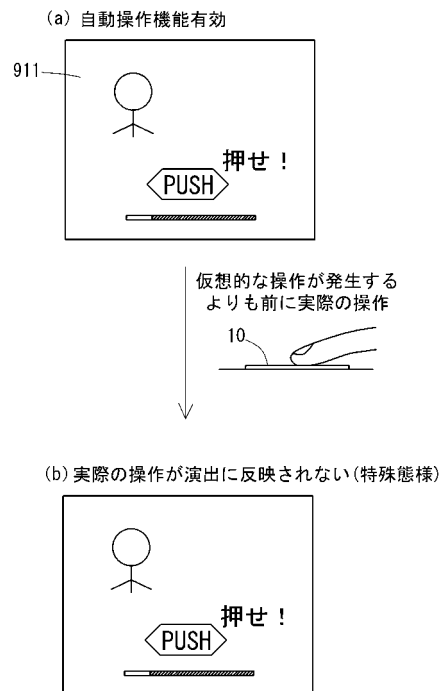 (a) 自動操作機能有効
911
押せ！
PUSH
仮想的な操作が発生する
よりも前に実際の操作
10
(b) 実際の操作が演出に反映されない(特殊態様)
押せ！
PUSH